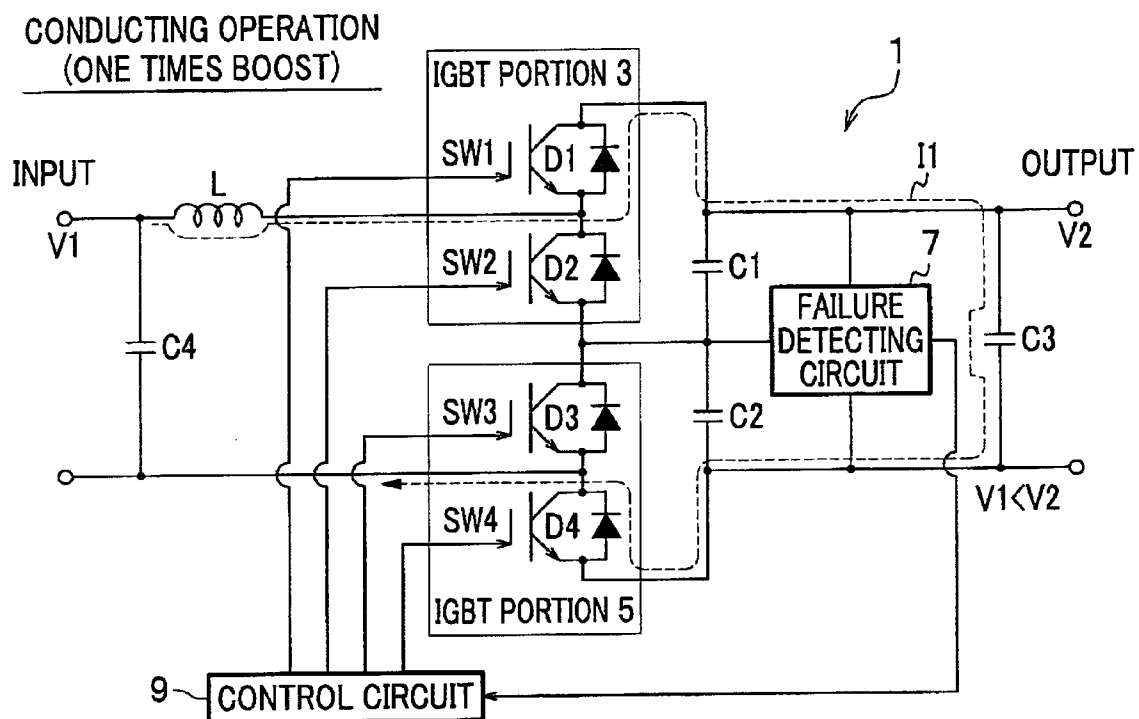 CONDUCTING OPERATION
(ONE TIMES BOOST)
IGBT PORTION 3
1
SW1
D1
I1
INPUT
OUTPUT
L
V1
V2
SW2
D2
C1
7
FAILURE
DETECTING
CIRCUIT
C4
C3
SW3
D3
C2
V1<V2
SW4
D4
IGBT PORTION 5
9
CONTROL CIRCUIT